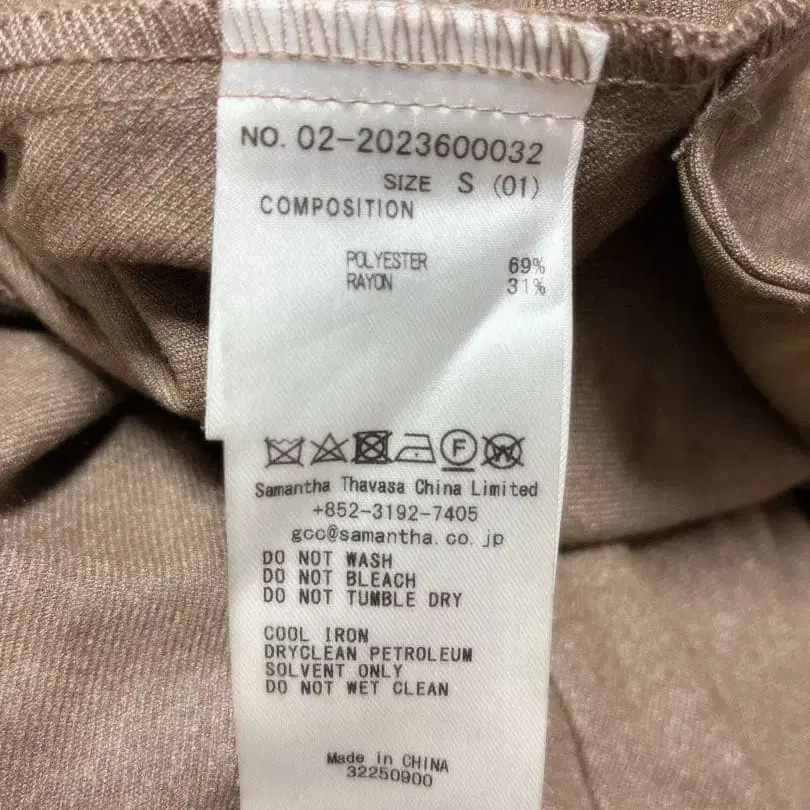 NO. 02-2023600032
SIZE S (01)
COMPOSITION
POLYESTER 69%
RAYON 31%
F W
Samantha Thavasa China Limited
+852-3192-7405
gcc@samantha.co.jp
DO NOT WASH
DO NOT BLEACH
DO NOT TUMBLE DRY
COOL IRON
DRYCLEAN PETROLEUM
SOLVENT ONLY
DO NOT WET CLEAN
Made in CHINA
32250900